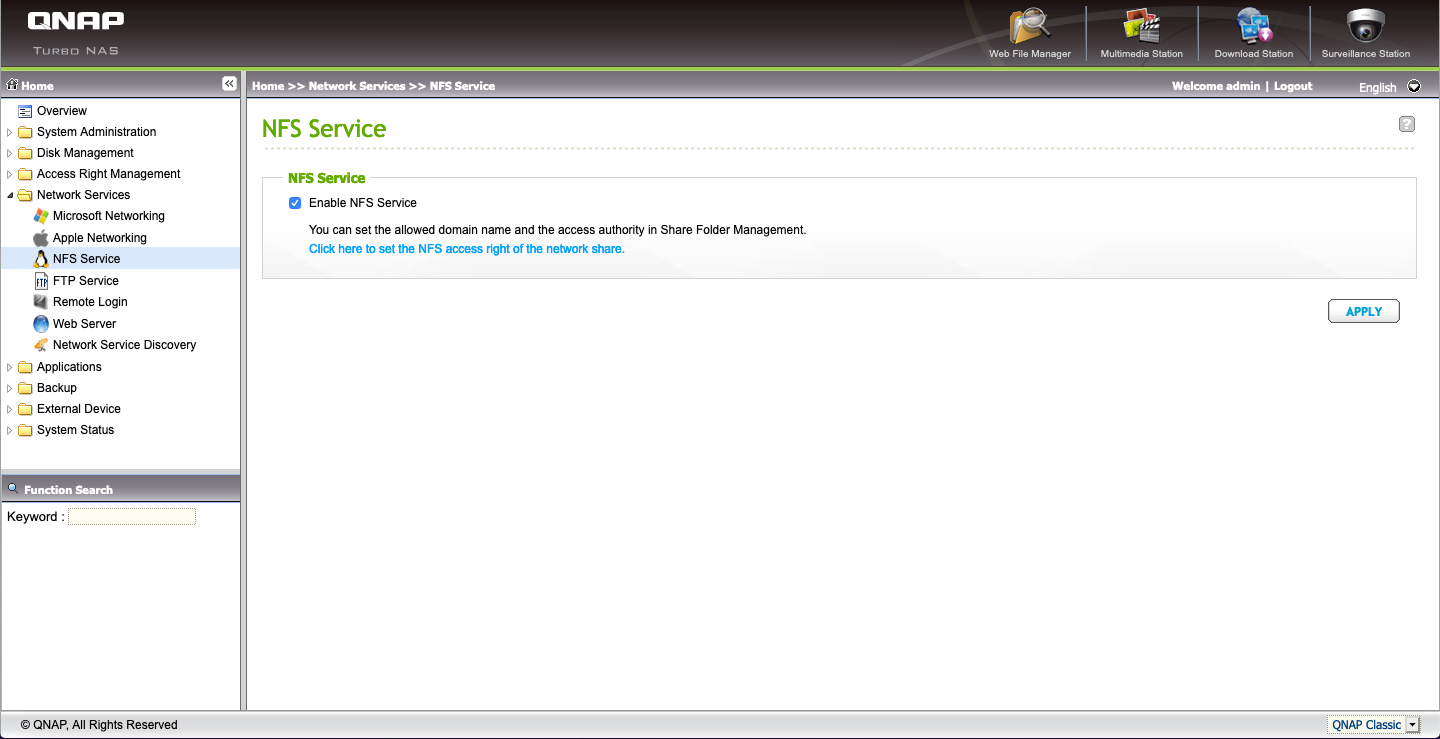 QNAP
TURBO NAS
Web File Manager
Multimedia Station
Download Station
Surveillance Station
Home
Home >> Network Services >> NFS Service
Welcome admin | Logout
English
Overview
System Administration
Disk Management
Access Right Management
Network Services
Microsoft Networking
Apple Networking
NFS Service
FTP
FTP Service
Remote Login
Web Server
Network Service Discovery
Applications
Backup
External Device
System Status
Function Search
Keyword :
NFS Service
?
NFS Service
Enable NFS Service
You can set the allowed domain name and the access authority in Share Folder Management.
Click here to set the NFS access right of the network share.
APPLY
© QNAP, All Rights Reserved
QNAP Classic